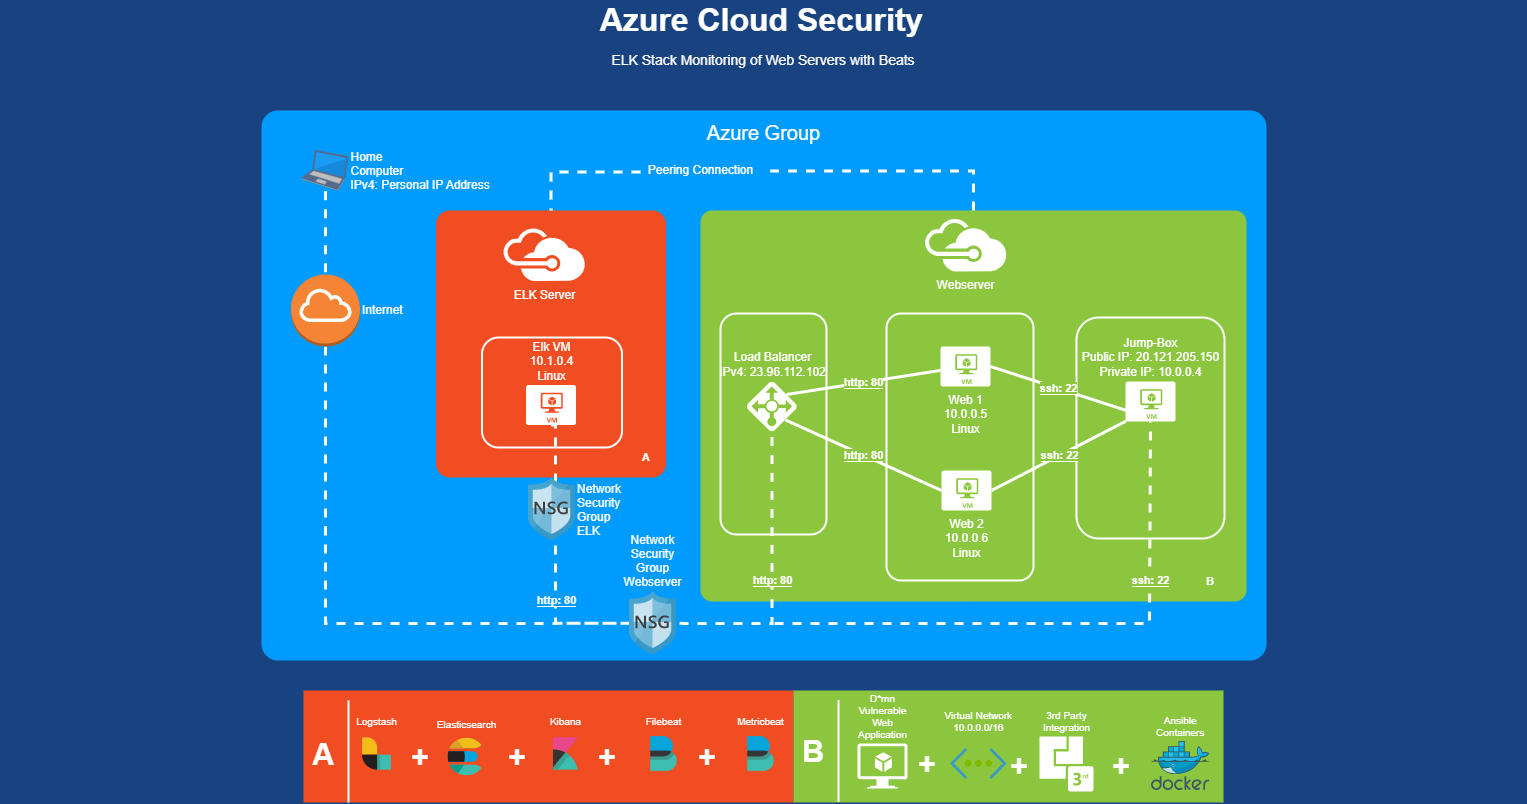 Azure Cloud Security
ELK Stack Monitoring of Web Servers with Beats
Azure Group
Home
Computer
IPv4: Personal IP Address
Peering Connection
Internet
ELK Server
Elk VM
10.1.0.4
Linux
VM
A
NSG
Network
Security
Group
ELK
http: 80
Network
Security
Group
Webserver
NSG
Webserver
Load Balancer
IPv4: 23.96.112.102
http: 80
http: 80
http: 80
VM
Web 1
10.0.0.5
Linux
VM
Web 2
10.0.0.6
Linux
ssh: 22
ssh: 22
Jump-Box
Public IP: 20.121.205.150
Private IP: 10.0.0.4
VM
ssh: 22
B
A
Logstash
+
Elasticsearch
+
Kibana
+
Filebeat
+
Metricbeat
B
D*mn
Vulnerable
Web
Application
+
Virtual Network
10.0.0.0/16
+
3rd Party
Integration
3rd
+
Ansible
Containers
docker